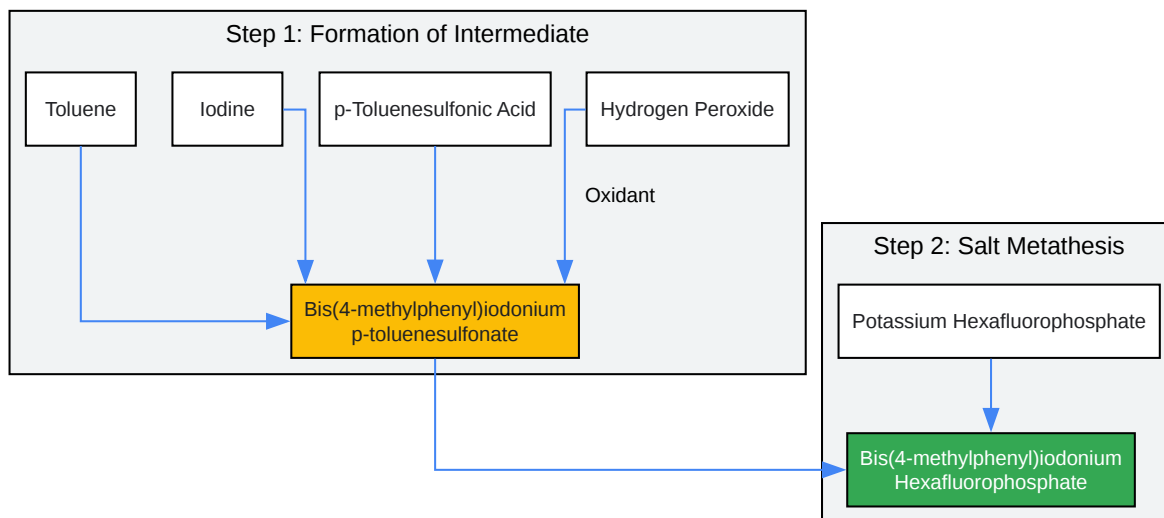 Step 1: Formation of Intermediate
Toluene
Iodine
p-Toluenesulfonic Acid
Hydrogen Peroxide
Oxidant
Bis(4-methylphenyl)iodonium
p-toluenesulfonate
Step 2: Salt Metathesis
Potassium Hexafluorophosphate
Bis(4-methylphenyl)iodonium
Hexafluorophosphate